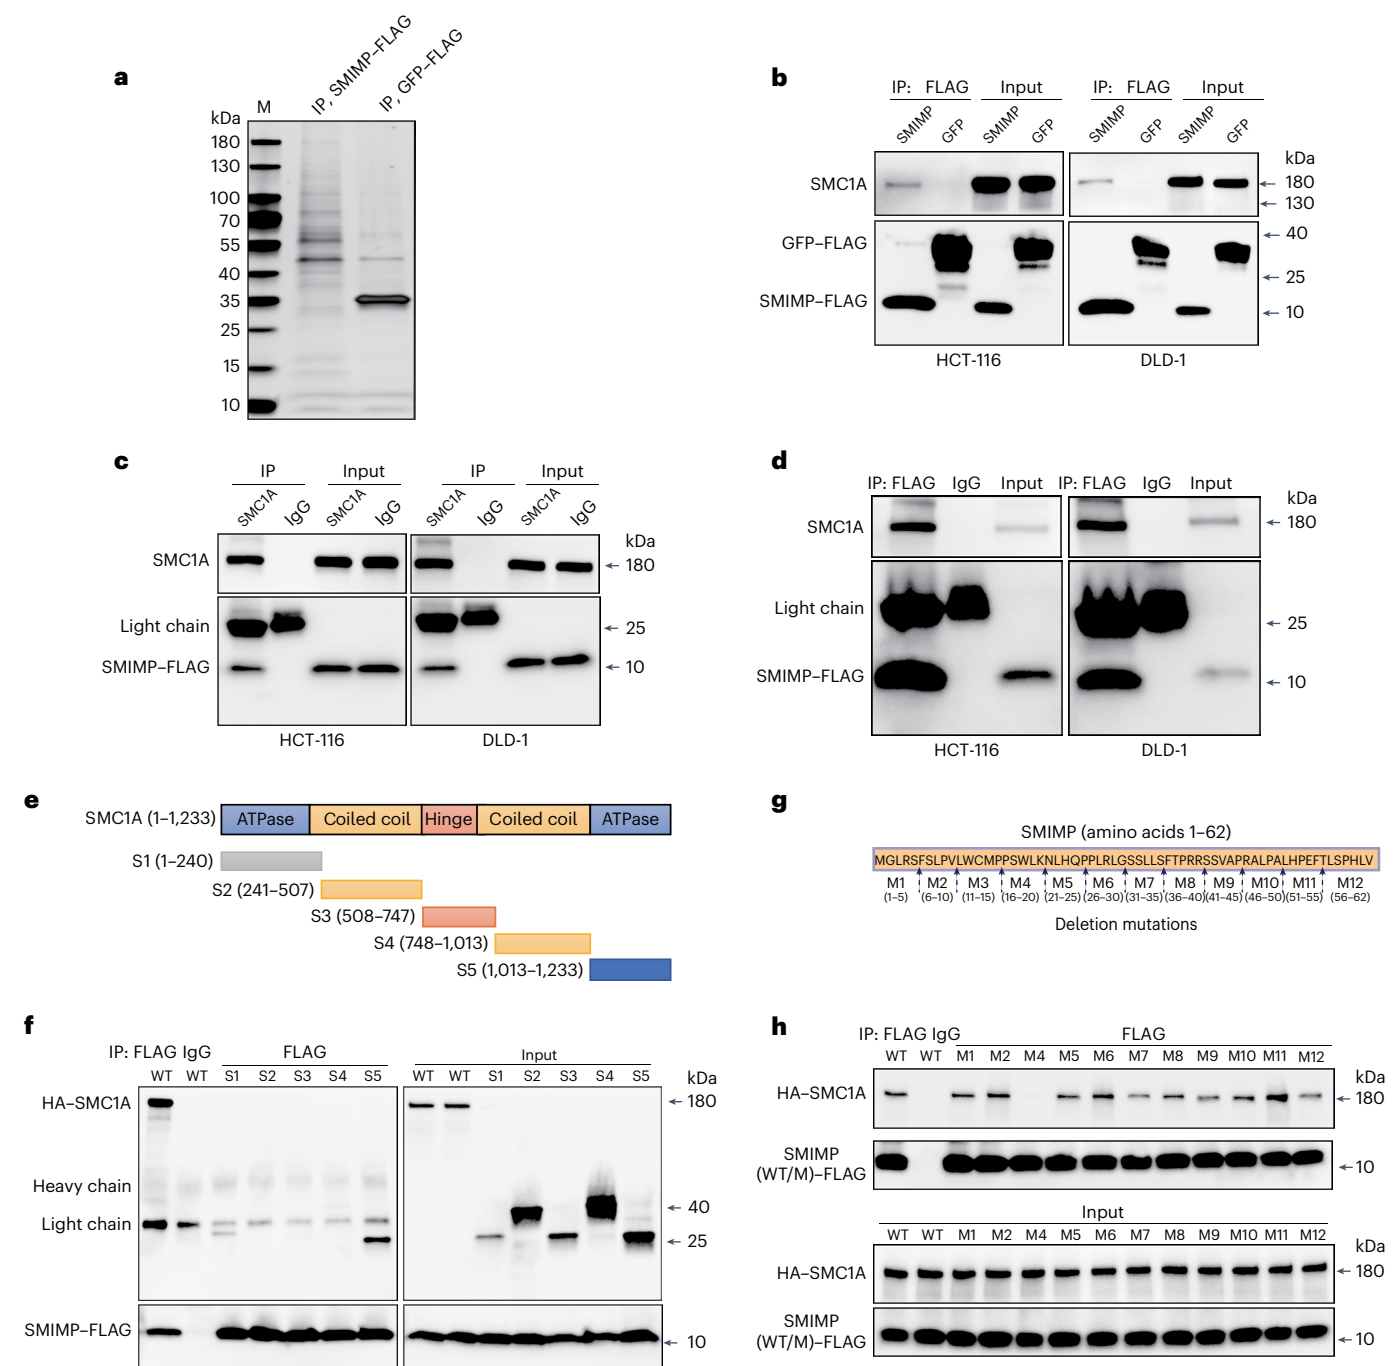 a
IP, SMIMP–FLAG
IP, GFP–FLAG
M
kDa
180
130
100
70
55
40
35
25
15
10
b
IP: FLAG Input IP: FLAG Input
SMIMP GFP SMIMP GFP SMIMP GFP SMIMP GFP
kDa
SMC1A 180
130
GFP–FLAG 40
25
SMIMP–FLAG 10
HCT-116 DLD-1
c
IP Input IP Input
SMC1A IgG SMC1A IgG SMC1A IgG SMC1A IgG
kDa
SMC1A 180
Light chain 25
SMIMP–FLAG 10
HCT-116 DLD-1
d
IP: FLAG IgG Input IP: FLAG IgG Input
kDa
SMC1A 180
Light chain 25
SMIMP–FLAG 10
HCT-116 DLD-1
e
SMC1A (1–1,233) ATPase Coiled coil Hinge Coiled coil ATPase
S1 (1–240)
S2 (241–507)
S3 (508–747)
S4 (748–1,013)
S5 (1,013–1,233)
g
SMIMP (amino acids 1–62)
MGLRSFSLPVLWCMPPSWLKNLHQPPLRLGSSLLSFTPRRSSVAPRALPALHPEFTLSPHLV
M1 M2 M3 M4 M5 M6 M7 M8 M9 M10 M11 M12
(1–5) (6–10) (11–15) (16–20) (21–25) (26–30) (31–35) (36–40) (41–45) (46–50) (51–55) (56–62)
Deletion mutations
f
IP: FLAG IgG FLAG Input
WT WT S1 S2 S3 S4 S5 WT WT S1 S2 S3 S4 S5
kDa
HA–SMC1A 180
Heavy chain
40
Light chain
25
SMIMP–FLAG 10
h
IP: FLAG IgG FLAG
WT WT M1 M2 M4 M5 M6 M7 M8 M9 M10 M11 M12
kDa
HA–SMC1A 180
SMIMP
(WT/M)–FLAG 10
Input
WT WT M1 M2 M4 M5 M6 M7 M8 M9 M10 M11 M12
kDa
HA–SMC1A 180
SMIMP
(WT/M)–FLAG 10